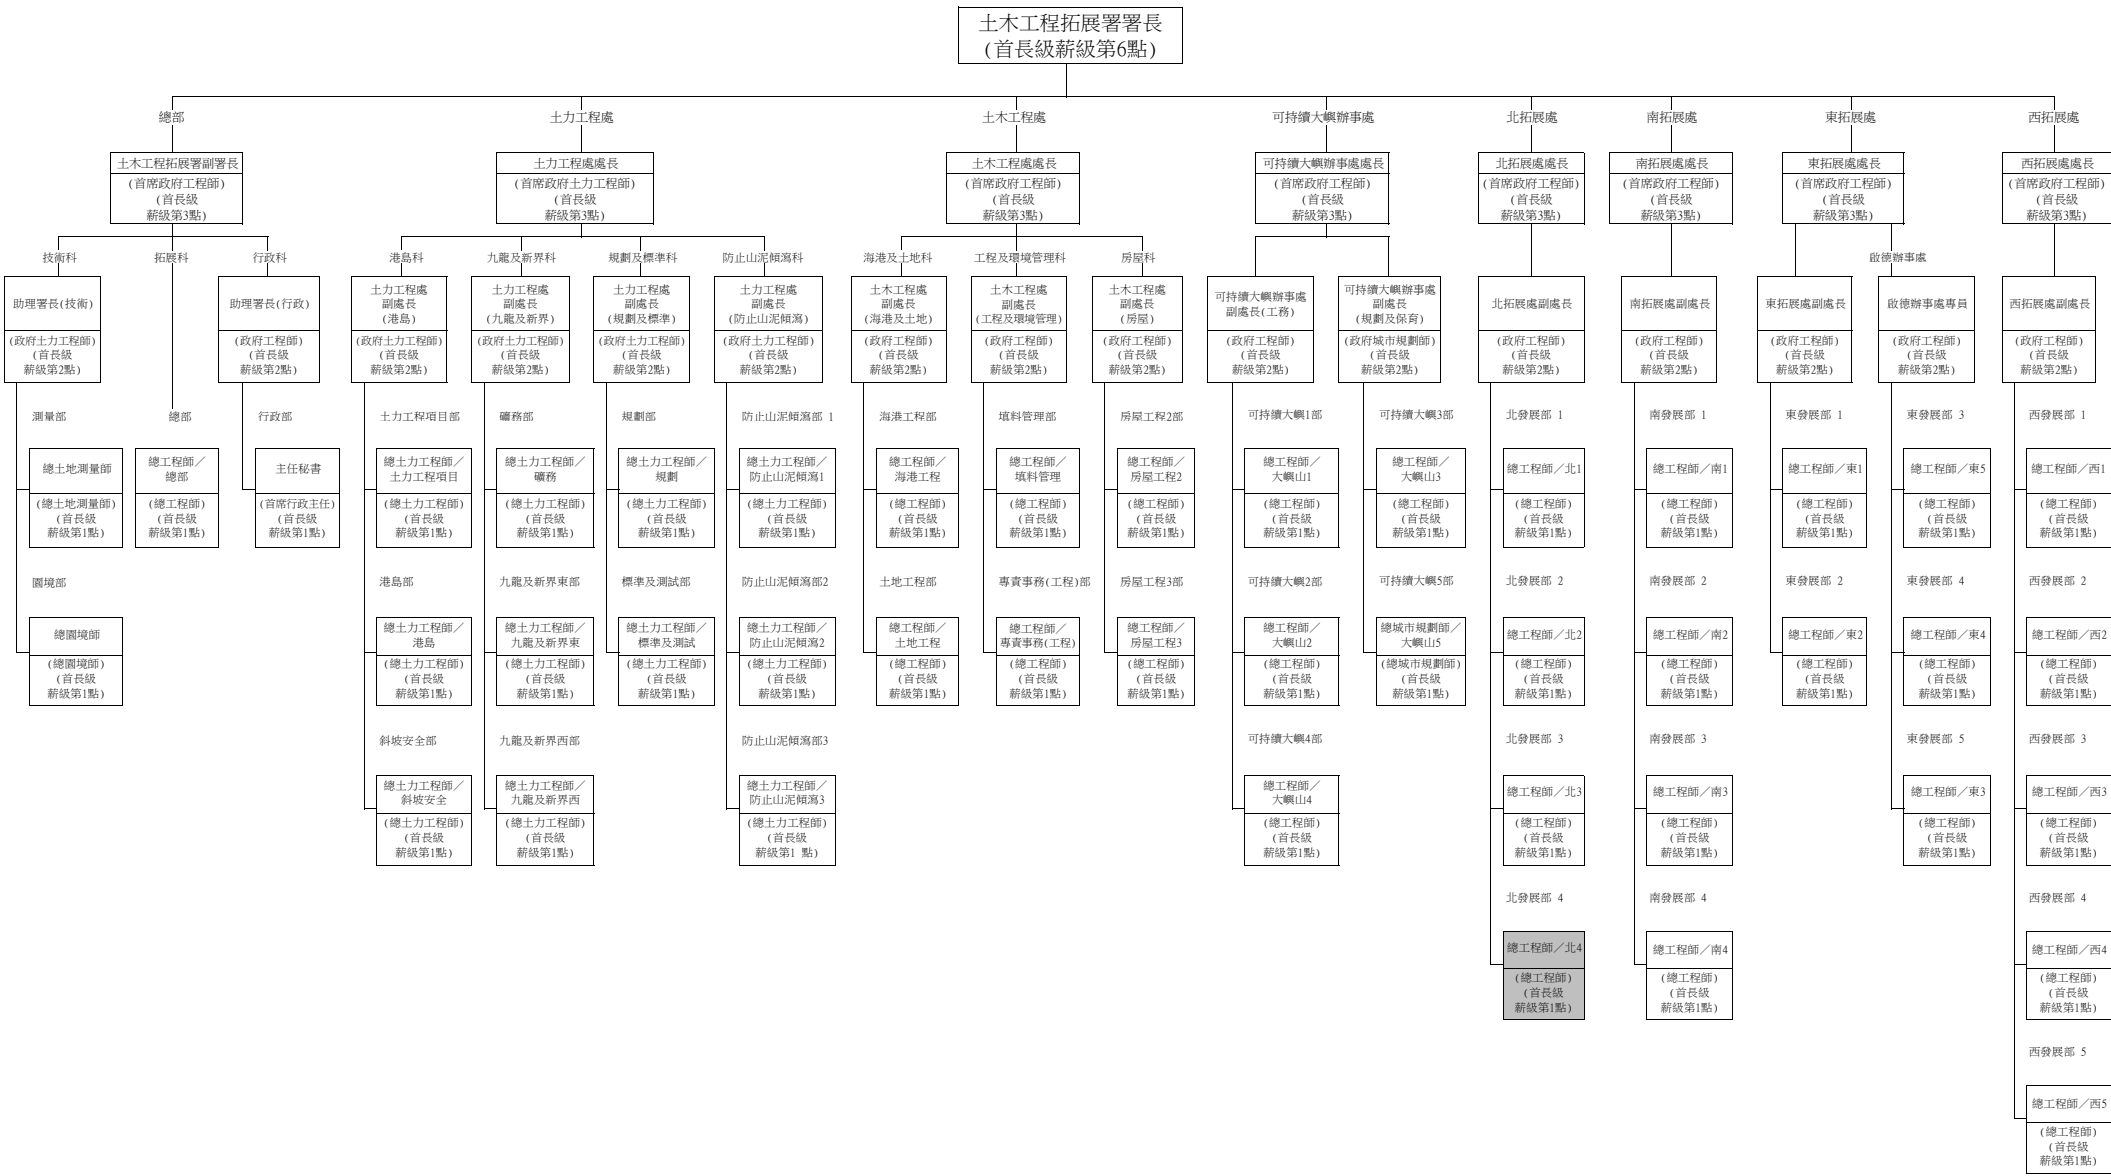 土木工程拓展署署長
(首長級薪級第6點)
總部
土力工程處
土木工程處
可持續大嶼辦事處
北拓展處
南拓展處
東拓展處
西拓展處
土木工程拓展署副署長
(首席政府工程師)
(首長級
薪級第3點)
土力工程處處長
(首席政府土力工程師)
(首長級
薪級第3點)
土木工程處處長
(首席政府工程師)
(首長級
薪級第3點)
可持續大嶼辦事處處長
(首席政府工程師)
(首長級
薪級第3點)
北拓展處處長
(首席政府工程師)
(首長級
薪級第3點)
南拓展處處長
(首席政府工程師)
(首長級
薪級第3點)
東拓展處處長
(首席政府工程師)
(首長級
薪級第3點)
西拓展處處長
(首席政府工程師)
(首長級
薪級第3點)
技術科
助理署長(技術)
(政府土力工程師)
(首長級
薪級第2點)
測量部
總土地測量師
(總土地測量師)
(首長級
薪級第1點)
園境部
總園境師
(總園境師)
(首長級
薪級第1點)
拓展科
總部
總工程師／
總部
(總工程師)
(首長級
薪級第1點)
行政科
助理署長(行政)
(政府工程師)
(首長級
薪級第2點)
行政部
主任秘書
(首席行政主任)
(首長級
薪級第1點)
港島科
土力工程處
副處長
(港島)
(政府土力工程師)
(首長級
薪級第2點)
土力工程項目部
總土力工程師／
土力工程項目
(總土力工程師)
(首長級
薪級第1點)
港島部
總土力工程師／
港島
(總土力工程師)
(首長級
薪級第1點)
斜坡安全部
總土力工程師／
斜坡安全
(總土力工程師)
(首長級
薪級第1點)
九龍及新界科
土力工程處
副處長
(九龍及新界)
(政府土力工程師)
(首長級
薪級第2點)
礦務部
總土力工程師／
礦務
(總土力工程師)
(首長級
薪級第1點)
九龍及新界東部
總土力工程師／
九龍及新界東
(總土力工程師)
(首長級
薪級第1點)
九龍及新界西部
總土力工程師／
九龍及新界西
(總土力工程師)
(首長級
薪級第1點)
規劃及標準科
土力工程處
副處長
(規劃及標準)
(政府土力工程師)
(首長級
薪級第2點)
規劃部
總土力工程師／
規劃
(總土力工程師)
(首長級
薪級第1點)
標準及測試部
總土力工程師／
標準及測試
(總土力工程師)
(首長級
薪級第1點)
防止山泥傾瀉科
土力工程處
副處長
(防止山泥傾瀉)
(政府土力工程師)
(首長級
薪級第2點)
防止山泥傾瀉部 1
總土力工程師／
防止山泥傾瀉1
(總土力工程師)
(首長級
薪級第1點)
防止山泥傾瀉部2
總土力工程師／
防止山泥傾瀉2
(總土力工程師)
(首長級
薪級第1點)
防止山泥傾瀉部3
總土力工程師／
防止山泥傾瀉3
(總土力工程師)
(首長級
薪級第1 點)
海港及土地科
土木工程處
副處長
(海港及土地)
(政府工程師)
(首長級
薪級第2點)
海港工程部
總工程師／
海港工程
(總工程師)
(首長級
薪級第1點)
土地工程部
總工程師／
土地工程
(總工程師)
(首長級
薪級第1點)
工程及環境管理科
土木工程處
副處長
(工程及環境管理)
(政府工程師)
(首長級
薪級第2點)
填料管理部
總工程師／
填料管理
(總工程師)
(首長級
薪級第1點)
專責事務(工程)部
總工程師／
專責事務(工程)
(總工程師)
(首長級
薪級第1點)
房屋科
土木工程處
副處長
(房屋)
(政府工程師)
(首長級
薪級第2點)
房屋工程2部
總工程師／
房屋工程2
(總工程師)
(首長級
薪級第1點)
房屋工程3部
總工程師／
房屋工程3
(總工程師)
(首長級
薪級第1點)
可持續大嶼辦事處
副處長(工務)
(政府工程師)
(首長級
薪級第2點)
可持續大嶼1部
總工程師／
大嶼山1
(總工程師)
(首長級
薪級第1點)
可持續大嶼2部
總工程師／
大嶼山2
(總工程師)
(首長級
薪級第1點)
可持續大嶼4部
總工程師／
大嶼山4
(總工程師)
(首長級
薪級第1點)
可持續大嶼辦事處
副處長
(規劃及保育)
(政府城市規劃師)
(首長級
薪級第2點)
可持續大嶼3部
總工程師／
大嶼山3
(總工程師)
(首長級
薪級第1點)
可持續大嶼5部
總城市規劃師／
大嶼山5
(總城市規劃師)
(首長級
薪級第1點)
北拓展處副處長
(政府工程師)
(首長級
薪級第2點)
北發展部 1
總工程師／北1
(總工程師)
(首長級
薪級第1點)
北發展部 2
總工程師／北2
(總工程師)
(首長級
薪級第1點)
北發展部 3
總工程師／北3
(總工程師)
(首長級
薪級第1點)
北發展部 4
總工程師／北4
(總工程師)
(首長級
薪級第1點)
南拓展處副處長
(政府工程師)
(首長級
薪級第2點)
南發展部 1
總工程師／南1
(總工程師)
(首長級
薪級第1點)
南發展部 2
總工程師／南2
(總工程師)
(首長級
薪級第1點)
南發展部 3
總工程師／南3
(總工程師)
(首長級
薪級第1點)
南發展部 4
總工程師／南4
(總工程師)
(首長級
薪級第1點)
東拓展處副處長
(政府工程師)
(首長級
薪級第2點)
東發展部 1
總工程師／東1
(總工程師)
(首長級
薪級第1點)
東發展部 2
總工程師／東2
(總工程師)
(首長級
薪級第1點)
啟德辦事處
啟德辦事處專員
(政府工程師)
(首長級
薪級第2點)
東發展部 3
總工程師／東5
(總工程師)
(首長級
薪級第1點)
東發展部 4
總工程師／東4
(總工程師)
(首長級
薪級第1點)
東發展部 5
總工程師／東3
(總工程師)
(首長級
薪級第1點)
西拓展處副處長
(政府工程師)
(首長級
薪級第2點)
西發展部 1
總工程師／西1
(總工程師)
(首長級
薪級第1點)
西發展部 2
總工程師／西2
(總工程師)
(首長級
薪級第1點)
西發展部 3
總工程師／西3
(總工程師)
(首長級
薪級第1點)
西發展部 4
總工程師／西4
(總工程師)
(首長級
薪級第1點)
西發展部 5
總工程師／西5
(總工程師)
(首長級
薪級第1點)